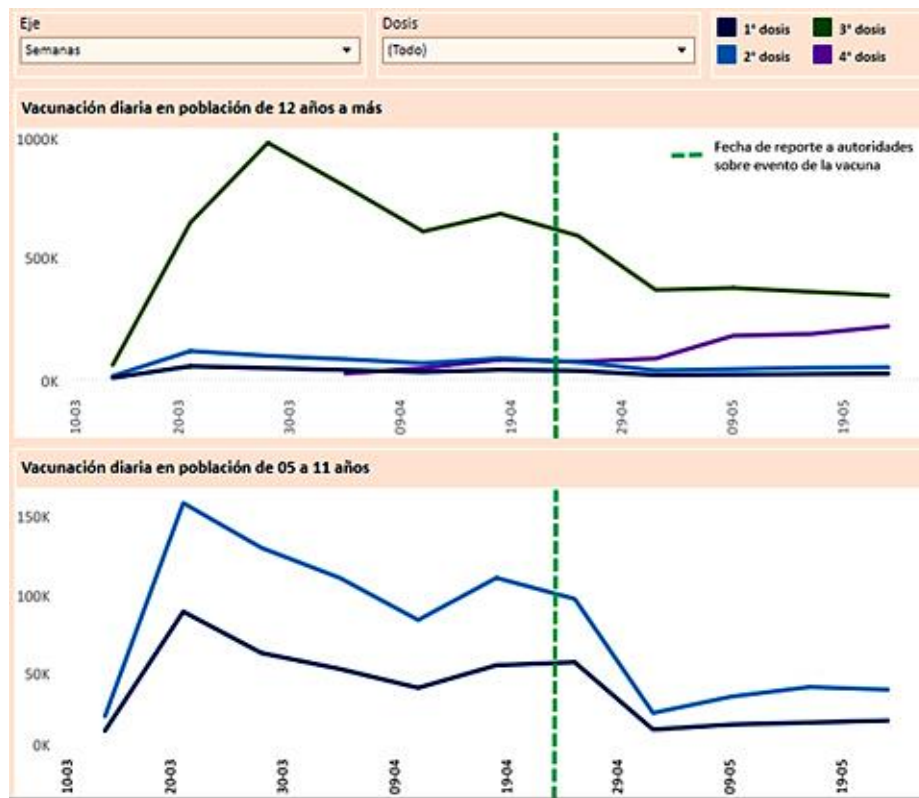 Eje
Semanas
Dosis
(Todo)
1° dosis
3° dosis
2° dosis
4° dosis
Vacunación diaria en población de 12 años a más
1000K
500K
0K
Fecha de reporte a autoridades
sobre evento de la vacuna
10-03
20-03
30-03
09-04
19-04
29-04
09-05
19-05
Vacunación diaria en población de 05 a 11 años
150K
100K
50K
0K
10-03
20-03
30-03
09-04
19-04
29-04
09-05
19-05